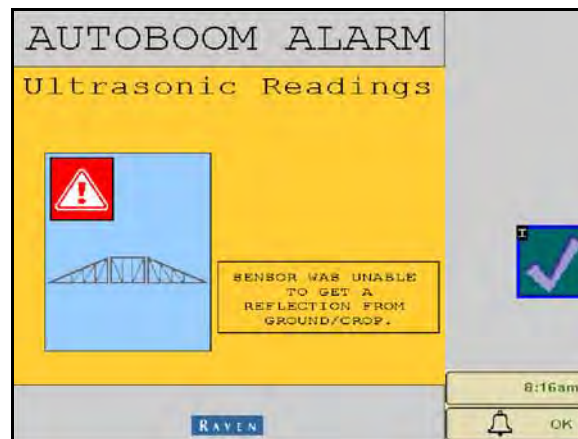 AUTOBOOM ALARM
Ultrasonic Readings
SENSOR WAS UNABLE
TO GET A
REFLECTION FROM
GROUND/CROP.
I
8:16am
OK
RAVEN